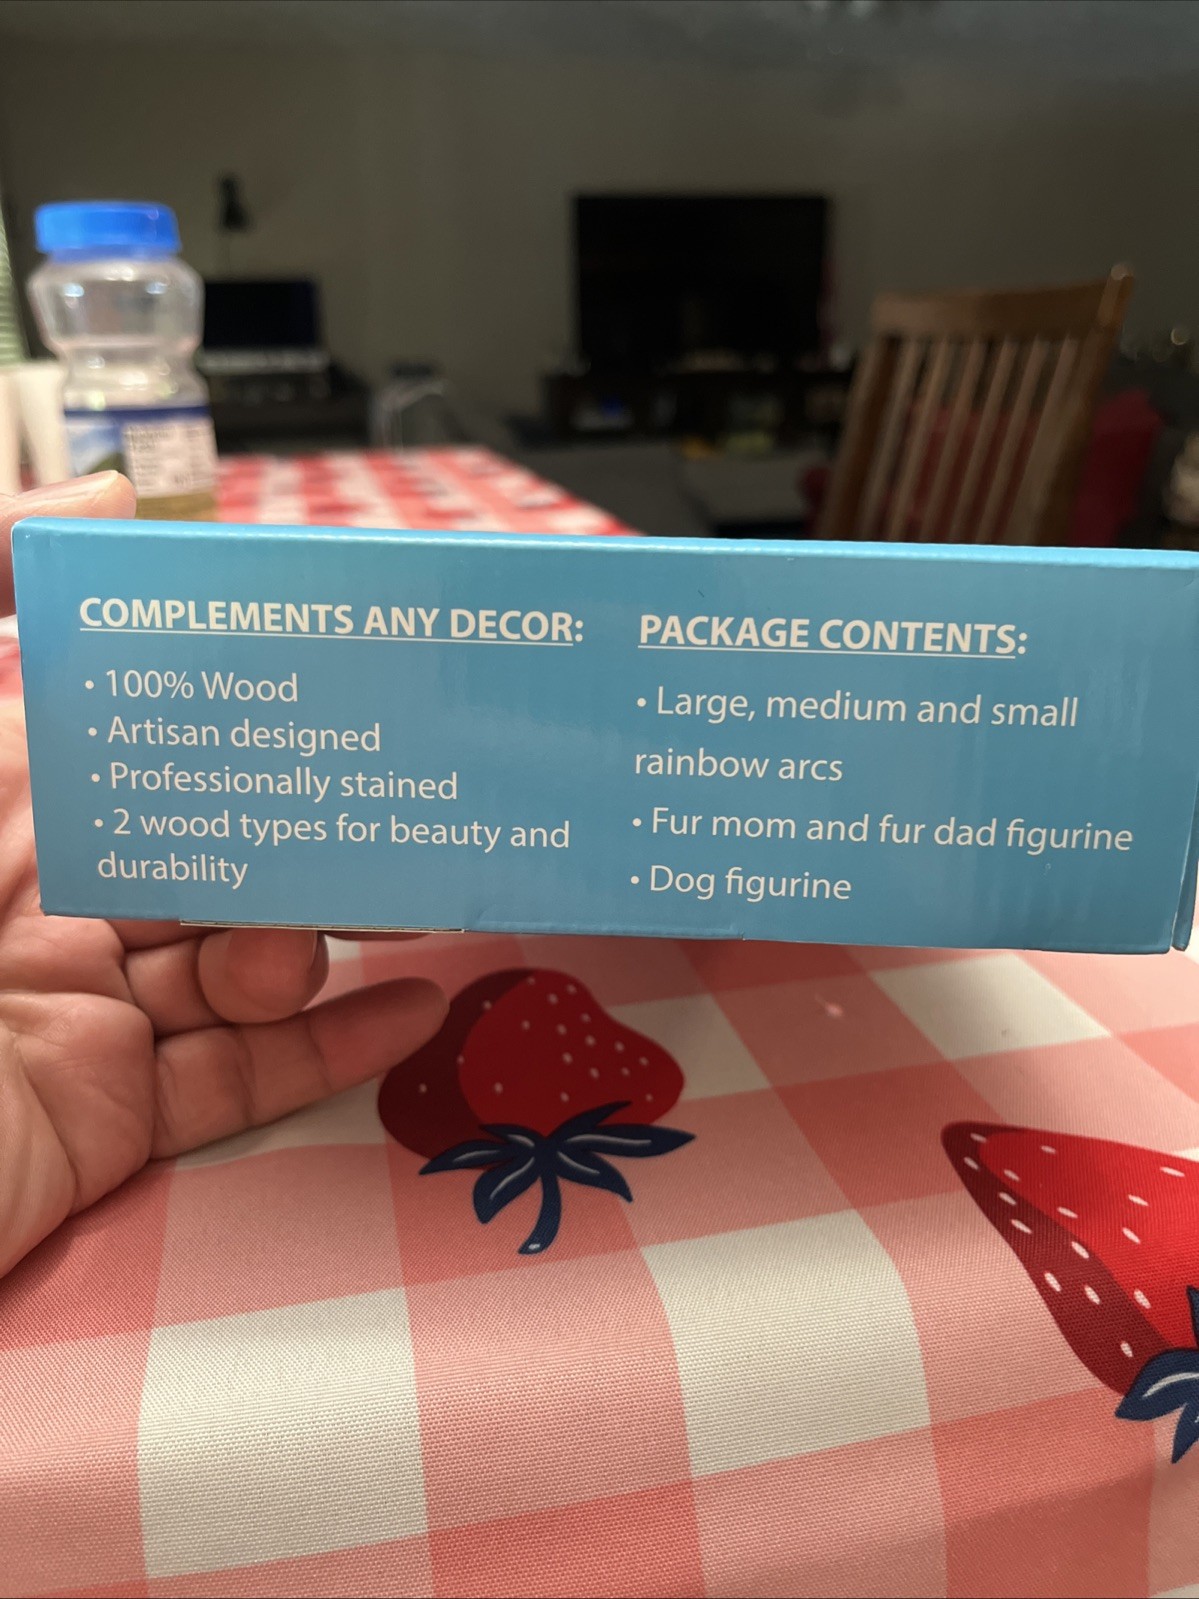 COMPLEMENTS ANY DECOR:
• 100% Wood
• Artisan designed
• Professionally stained
• 2 wood types for beauty and
durability
PACKAGE CONTENTS:
• Large, medium and small
rainbow arcs
• Fur mom and fur dad figurine
• Dog figurine